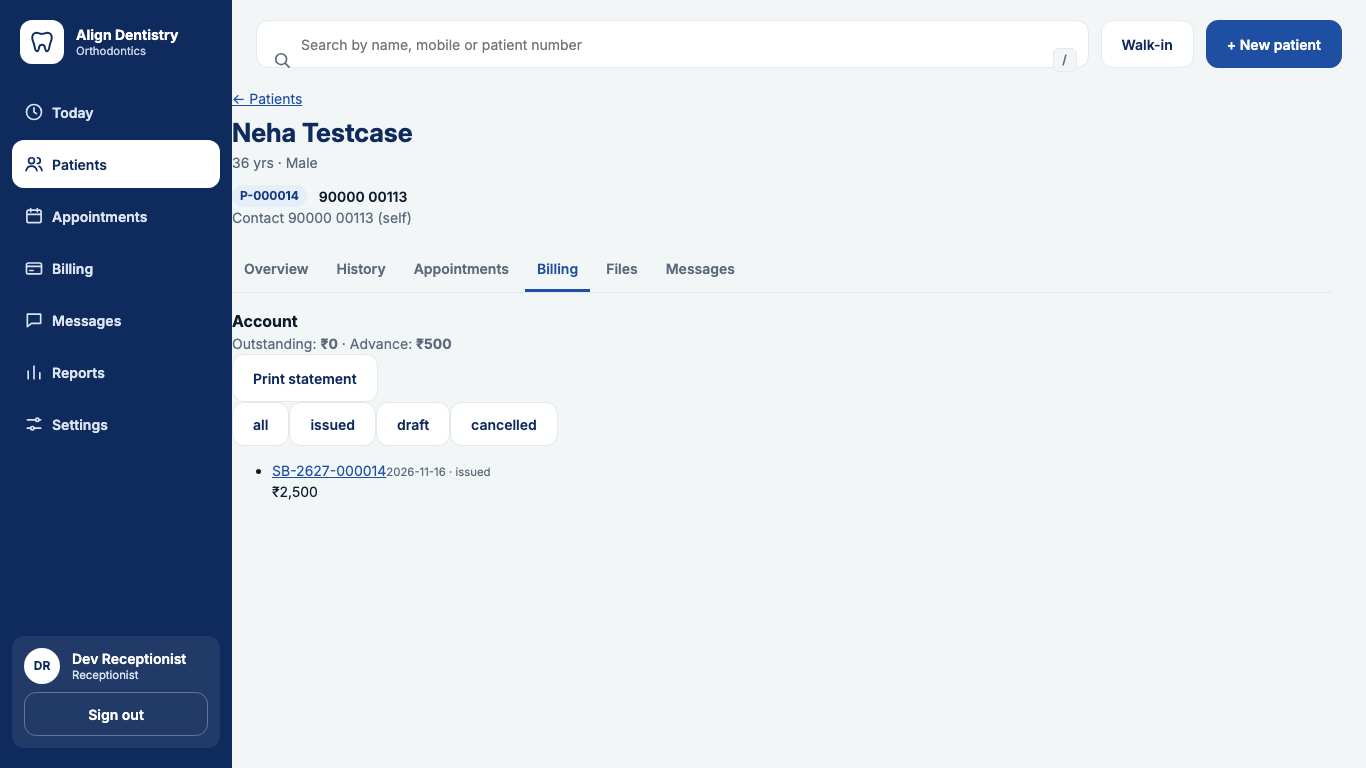 Align Dentistry
Orthodontics
Today
Patients
Appointments
Billing
Messages
Reports
Settings
DR
Dev Receptionist
Receptionist
Sign out
Search by name, mobile or patient number
/
Walk-in
+ New patient
← Patients
Neha Testcase
36 yrs · Male
P-000014 90000 00113
Contact 90000 00113 (self)
Overview History Appointments Billing Files Messages
Account
Outstanding: ₹0 · Advance: ₹500
Print statement
all issued draft cancelled
SB-2627-000014 2026-11-16 · issued
₹2,500